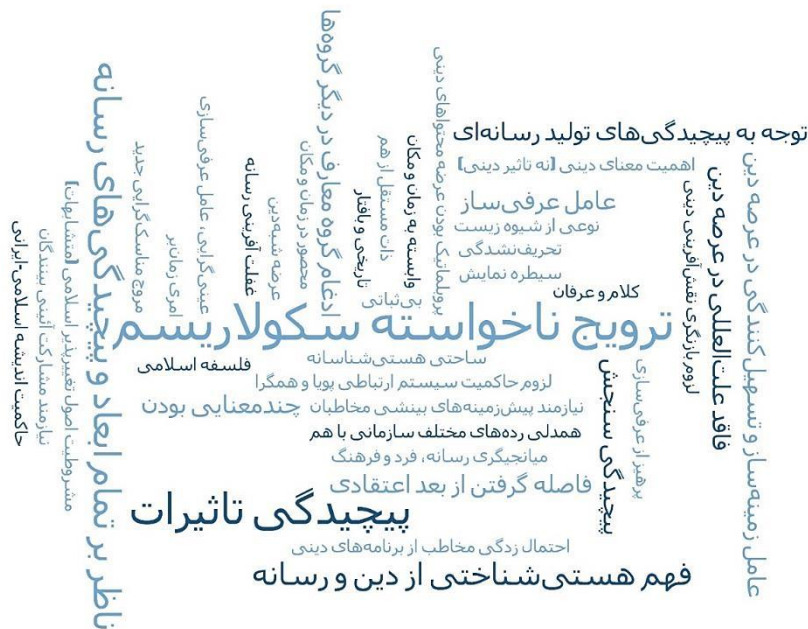 توجه به پیچیدگی‌های تولید رسانه‌ای
اهمیت معنای دینی (نه تاثیر دینی)
عامل عرفی‌ساز
نوعی از شیوه زیست
تحریف‌نشدگی
سیطره نمایش
کلام و عرفان
بی‌ثباتی
ترویج ناخواسته سکولاریسم
ساحتی هستی‌شناسانه
فلسفه اسلامی
لزوم حاکمیت سیستم ارتباطی پویا و همگرا
نیازمند پیش‌زمینه‌های بینشی مخاطبان
چندمعنایی بودن
همدلی رده‌های مختلف سازمانی با هم
میانجیگری رسانه، فرد و فرهنگ
فاصله گرفتن از بعد اعتقادی
پیچیدگی تاثیرات
احتمال زدگی مخاطب از برنامه‌های دینی
فهم هستی‌شناختی از دین و رسانه
عامل زمینه‌ساز و تسهیل‌کنندگی در عرصه دین
فاقد علت‌العللی در عرصه دین
لزوم بازنگری نقش‌آفرینی دینی
پرهیز از عرفی‌سازی
پیچیدگی سنجش
پروبلماتیک بودن عرضه محتواهای دینی
وابسته به زمان و مکان
ذات مستقل از هم
تاریخی و بافتار
ادغام گروه معارف در دیگر گروه‌ها
محصور در زمان و مکان
عرضه شبه‌دین
غفلت آفرینی رسانه
عینی‌گرایی، عامل عرفی‌سازی
امری زمان‌بر
مروج مناسک‌گرایی جدید
ناظر بر تمام ابعاد و پیچیدگی‌های رسانه
مشروطیت اصول تغییرپذیر اسلامی (متشابهات)
نیازمند مشارکت آئینی بینندگان
حاکمیت اندیشه اسلامی-ایرانی